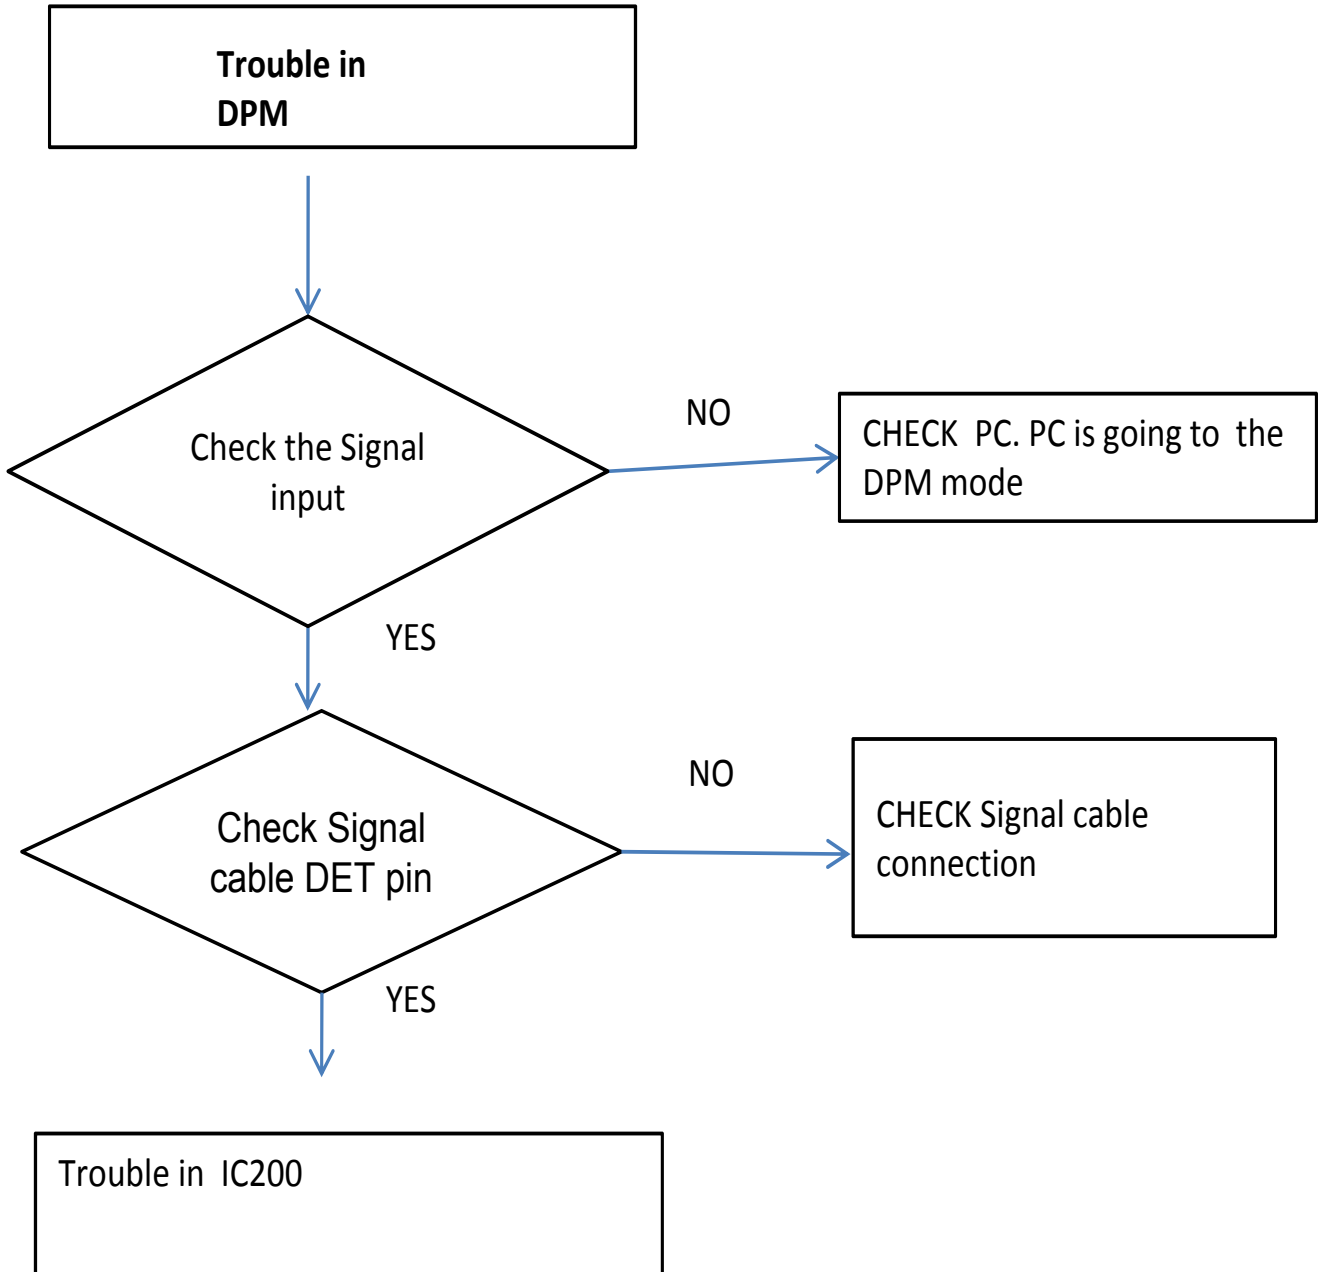 Trouble in
DPM
Check the Signal
input
NO
CHECK  PC. PC is going to  the
DPM mode
YES
Check Signal
cable DET pin
NO
CHECK Signal cable
connection
YES
Trouble in  IC200